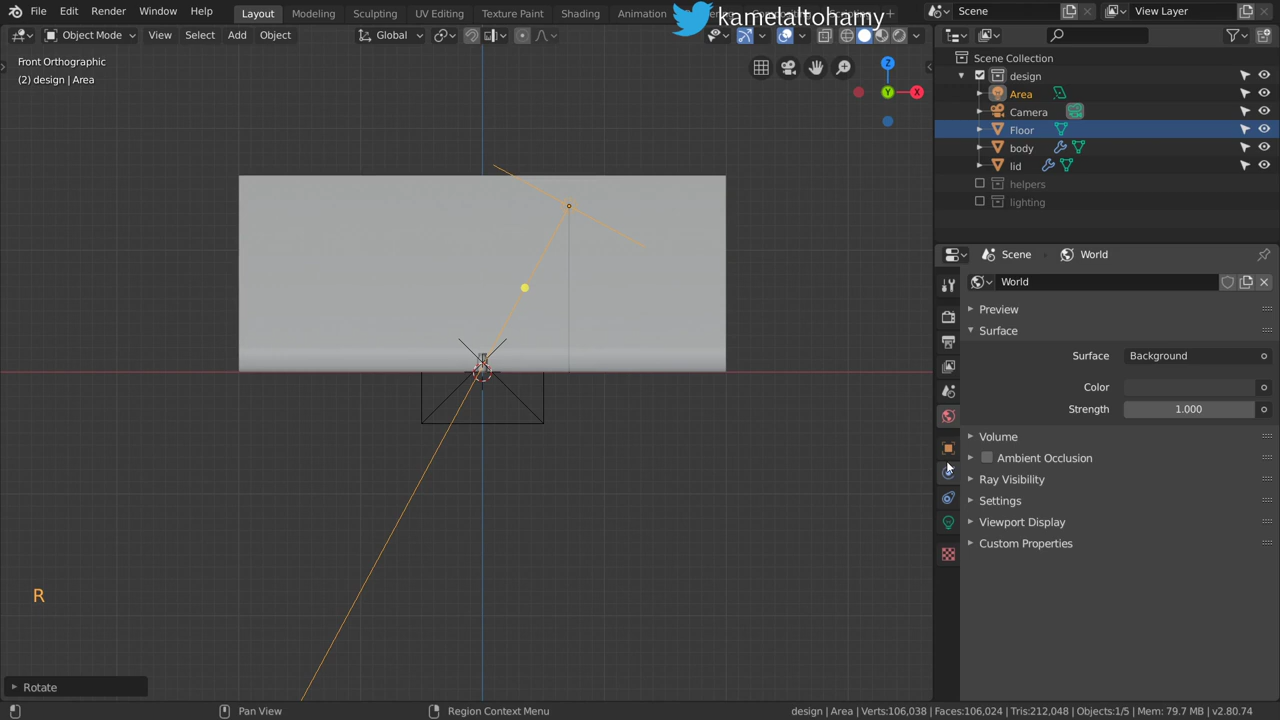 File Edit Render Window Help Layout Modeling Sculpting UV Editing Texture Paint Shading Animation kamelaltohamy Scene View Layer
Object Mode View Select Add Object Global
Front Orthographic
(2) design | Area
Z
Y
X
R
Rotate
Scene Collection
design
Area
Camera
Floor
body
lid
helpers
lighting
Scene World
World
Preview
Surface
Surface Background
Color
Strength 1.000
Volume
Ambient Occlusion
Ray Visibility
Settings
Viewport Display
Custom Properties
Pan View Region Context Menu design | Area | Verts:106,038 | Faces:106,024 | Tris:212,048 | Objects:1/5 | Mem: 79.7 MB | v2.80.74